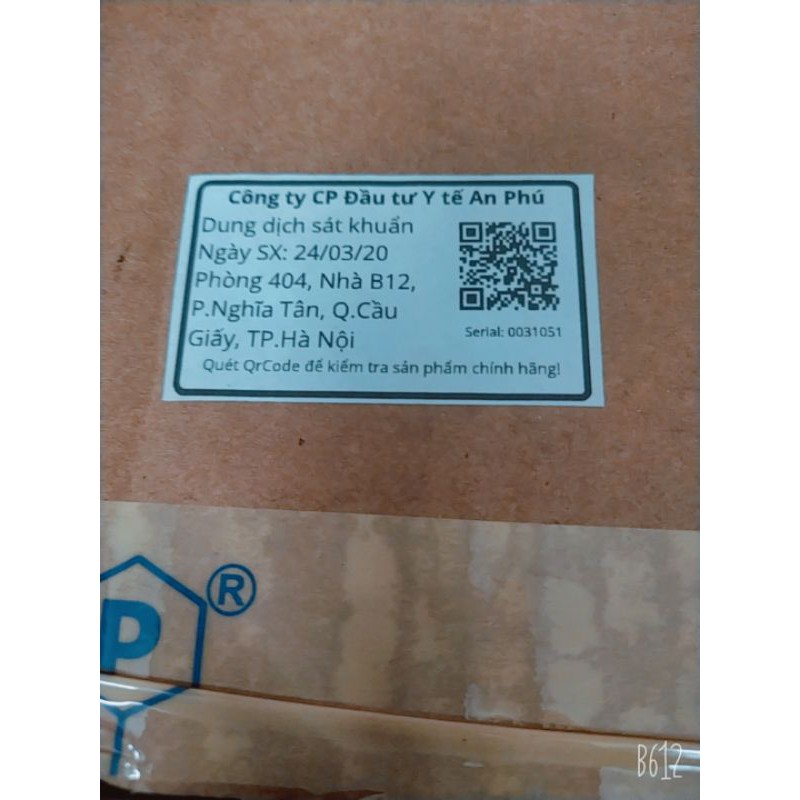 Công ty CP Đầu tư Y tế An Phú
Dung dịch sát khuẩn
Ngày SX: 24/03/20
Phòng 404, Nhà B12,
P.Nghĩa Tân, Q.Cầu
Giấy, TP.Hà Nội
Serial: 0031051
Quét QrCode để kiểm tra sản phẩm chính hãng!
P
®
B612